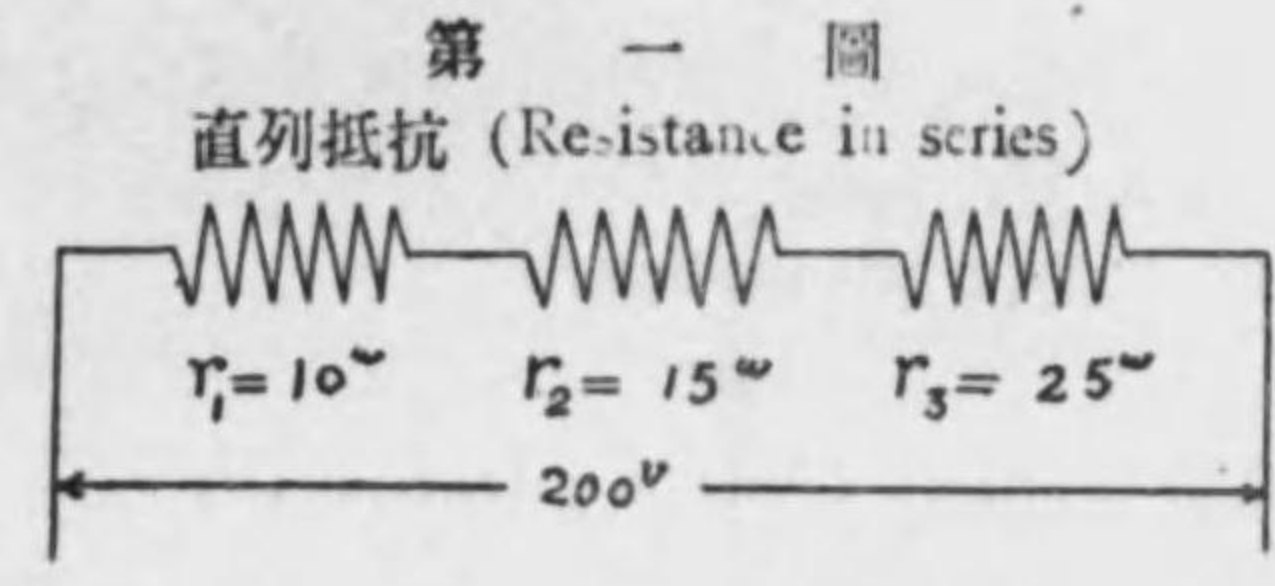 第一圖
直列抵抗 (Resistance in series)
r₁= 10ω r₂= 15ω r₃= 25ω
200v